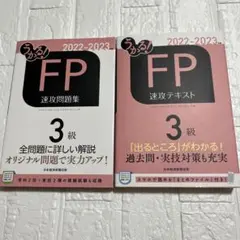 うかる!
2022-2023
FP
速攻問題集
3級
全問題に詳しい解説
オリジナル問題で実力アップ!
うかる!
2022-2023
FP
速攻テキスト
3級
「出るところ」がわかる!
過去問・実技対策も充実